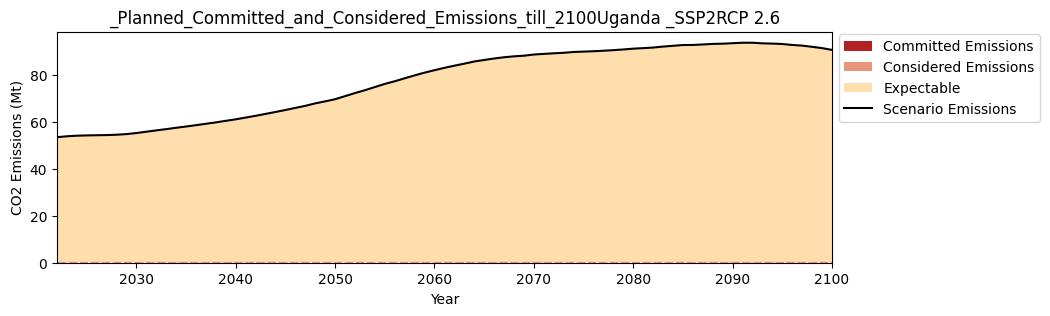 _Planned_Committed_and_Considered_Emissions_till_2100Uganda _SSP2RCP 2.6
CO2 Emissions (Mt)
80
60
40
20
0
2030 2040 2050 2060 2070 2080 2090 2100
Year
Committed Emissions
Considered Emissions
Expectable
Scenario Emissions